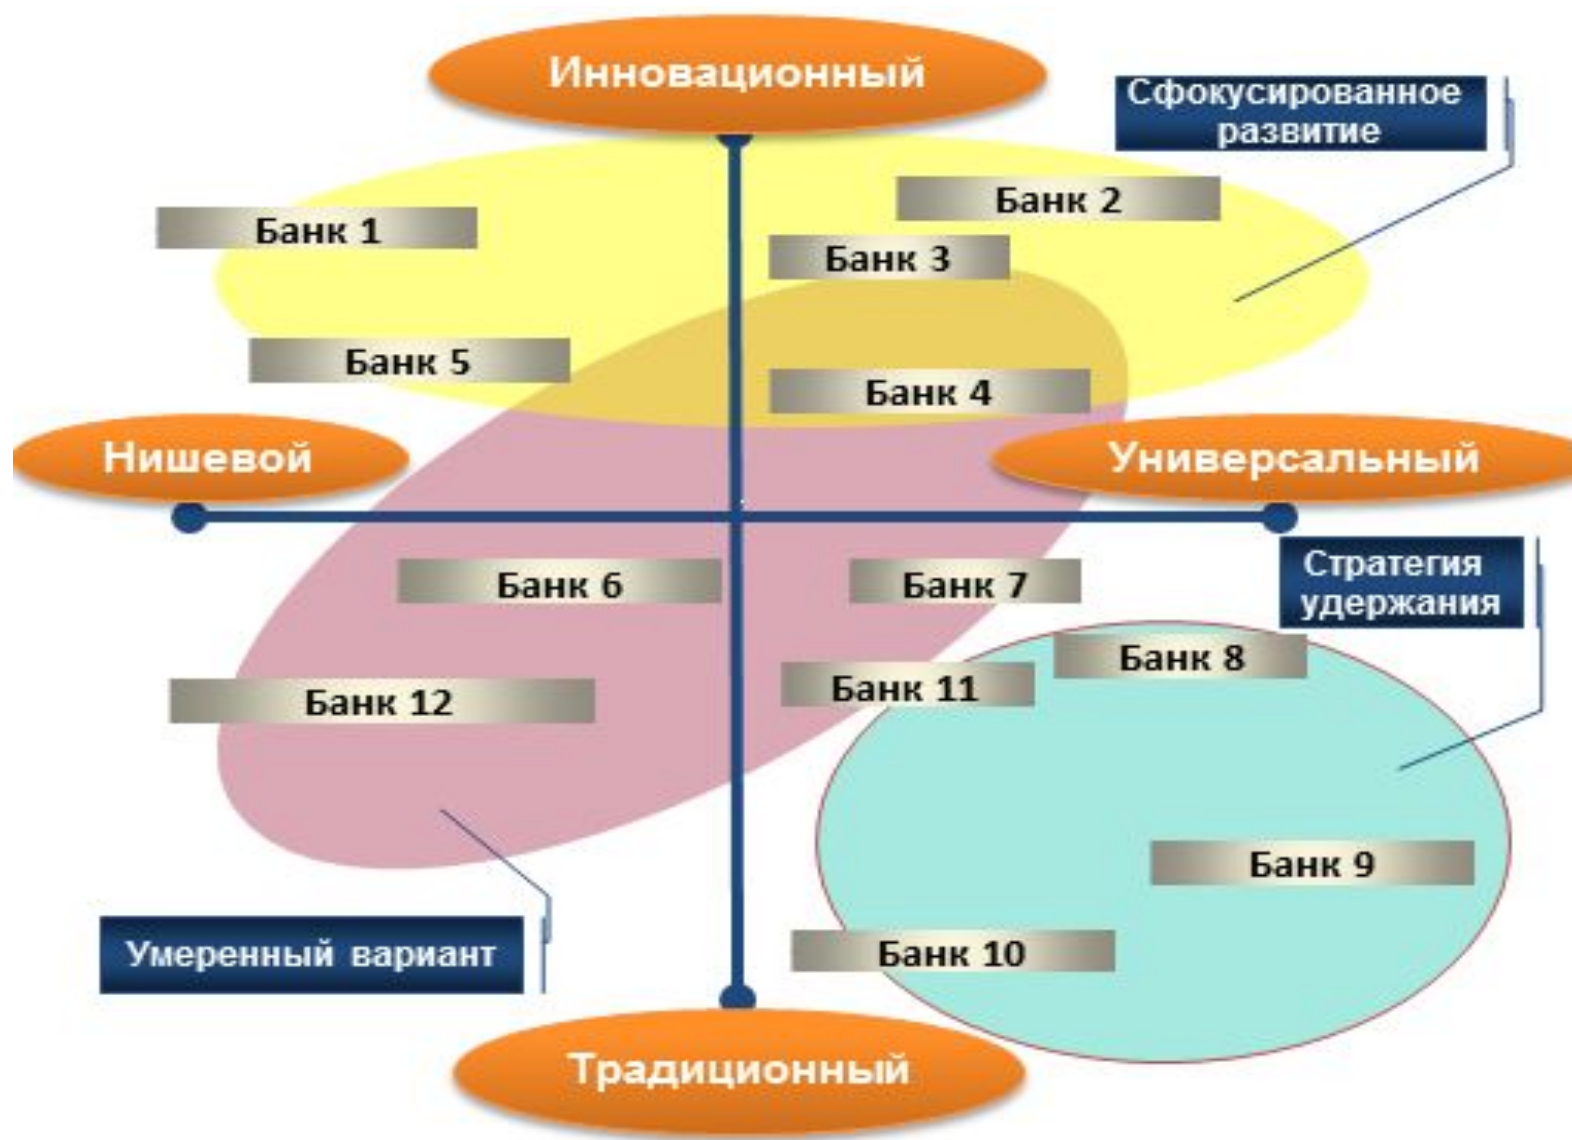 Инновационный
Сфокусированное
развитие
Банк 2
Банк 1
Банк 3
Банк 5
Банк 4
Нишевой
Универсальный
Стратегия
удержания
Банк 6
Банк 7
Банк 8
Банк 11
Банк 12
Банк 9
Умеренный вариант
Банк 10
Традиционный